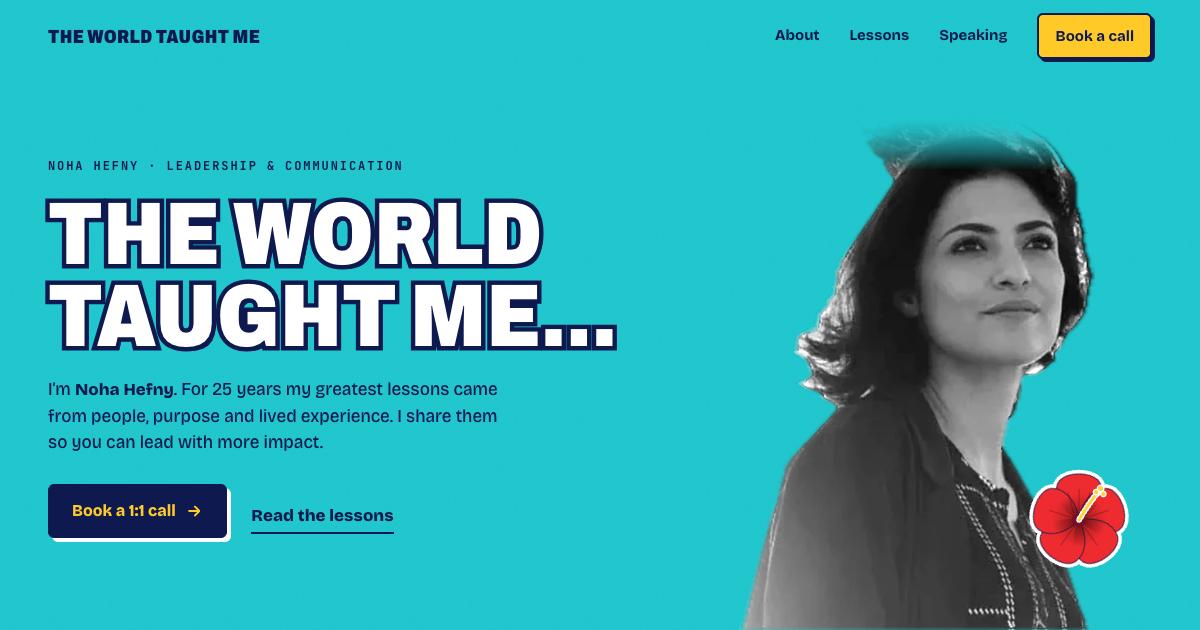 THE WORLD TAUGHT ME
About Lessons Speaking Book a call
NOHA HEFNY · LEADERSHIP & COMMUNICATION
THE WORLD
TAUGHT ME...
I'm Noha Hefny. For 25 years my greatest lessons came
from people, purpose and lived experience. I share them
so you can lead with more impact.
Book a 1:1 call →
Read the lessons